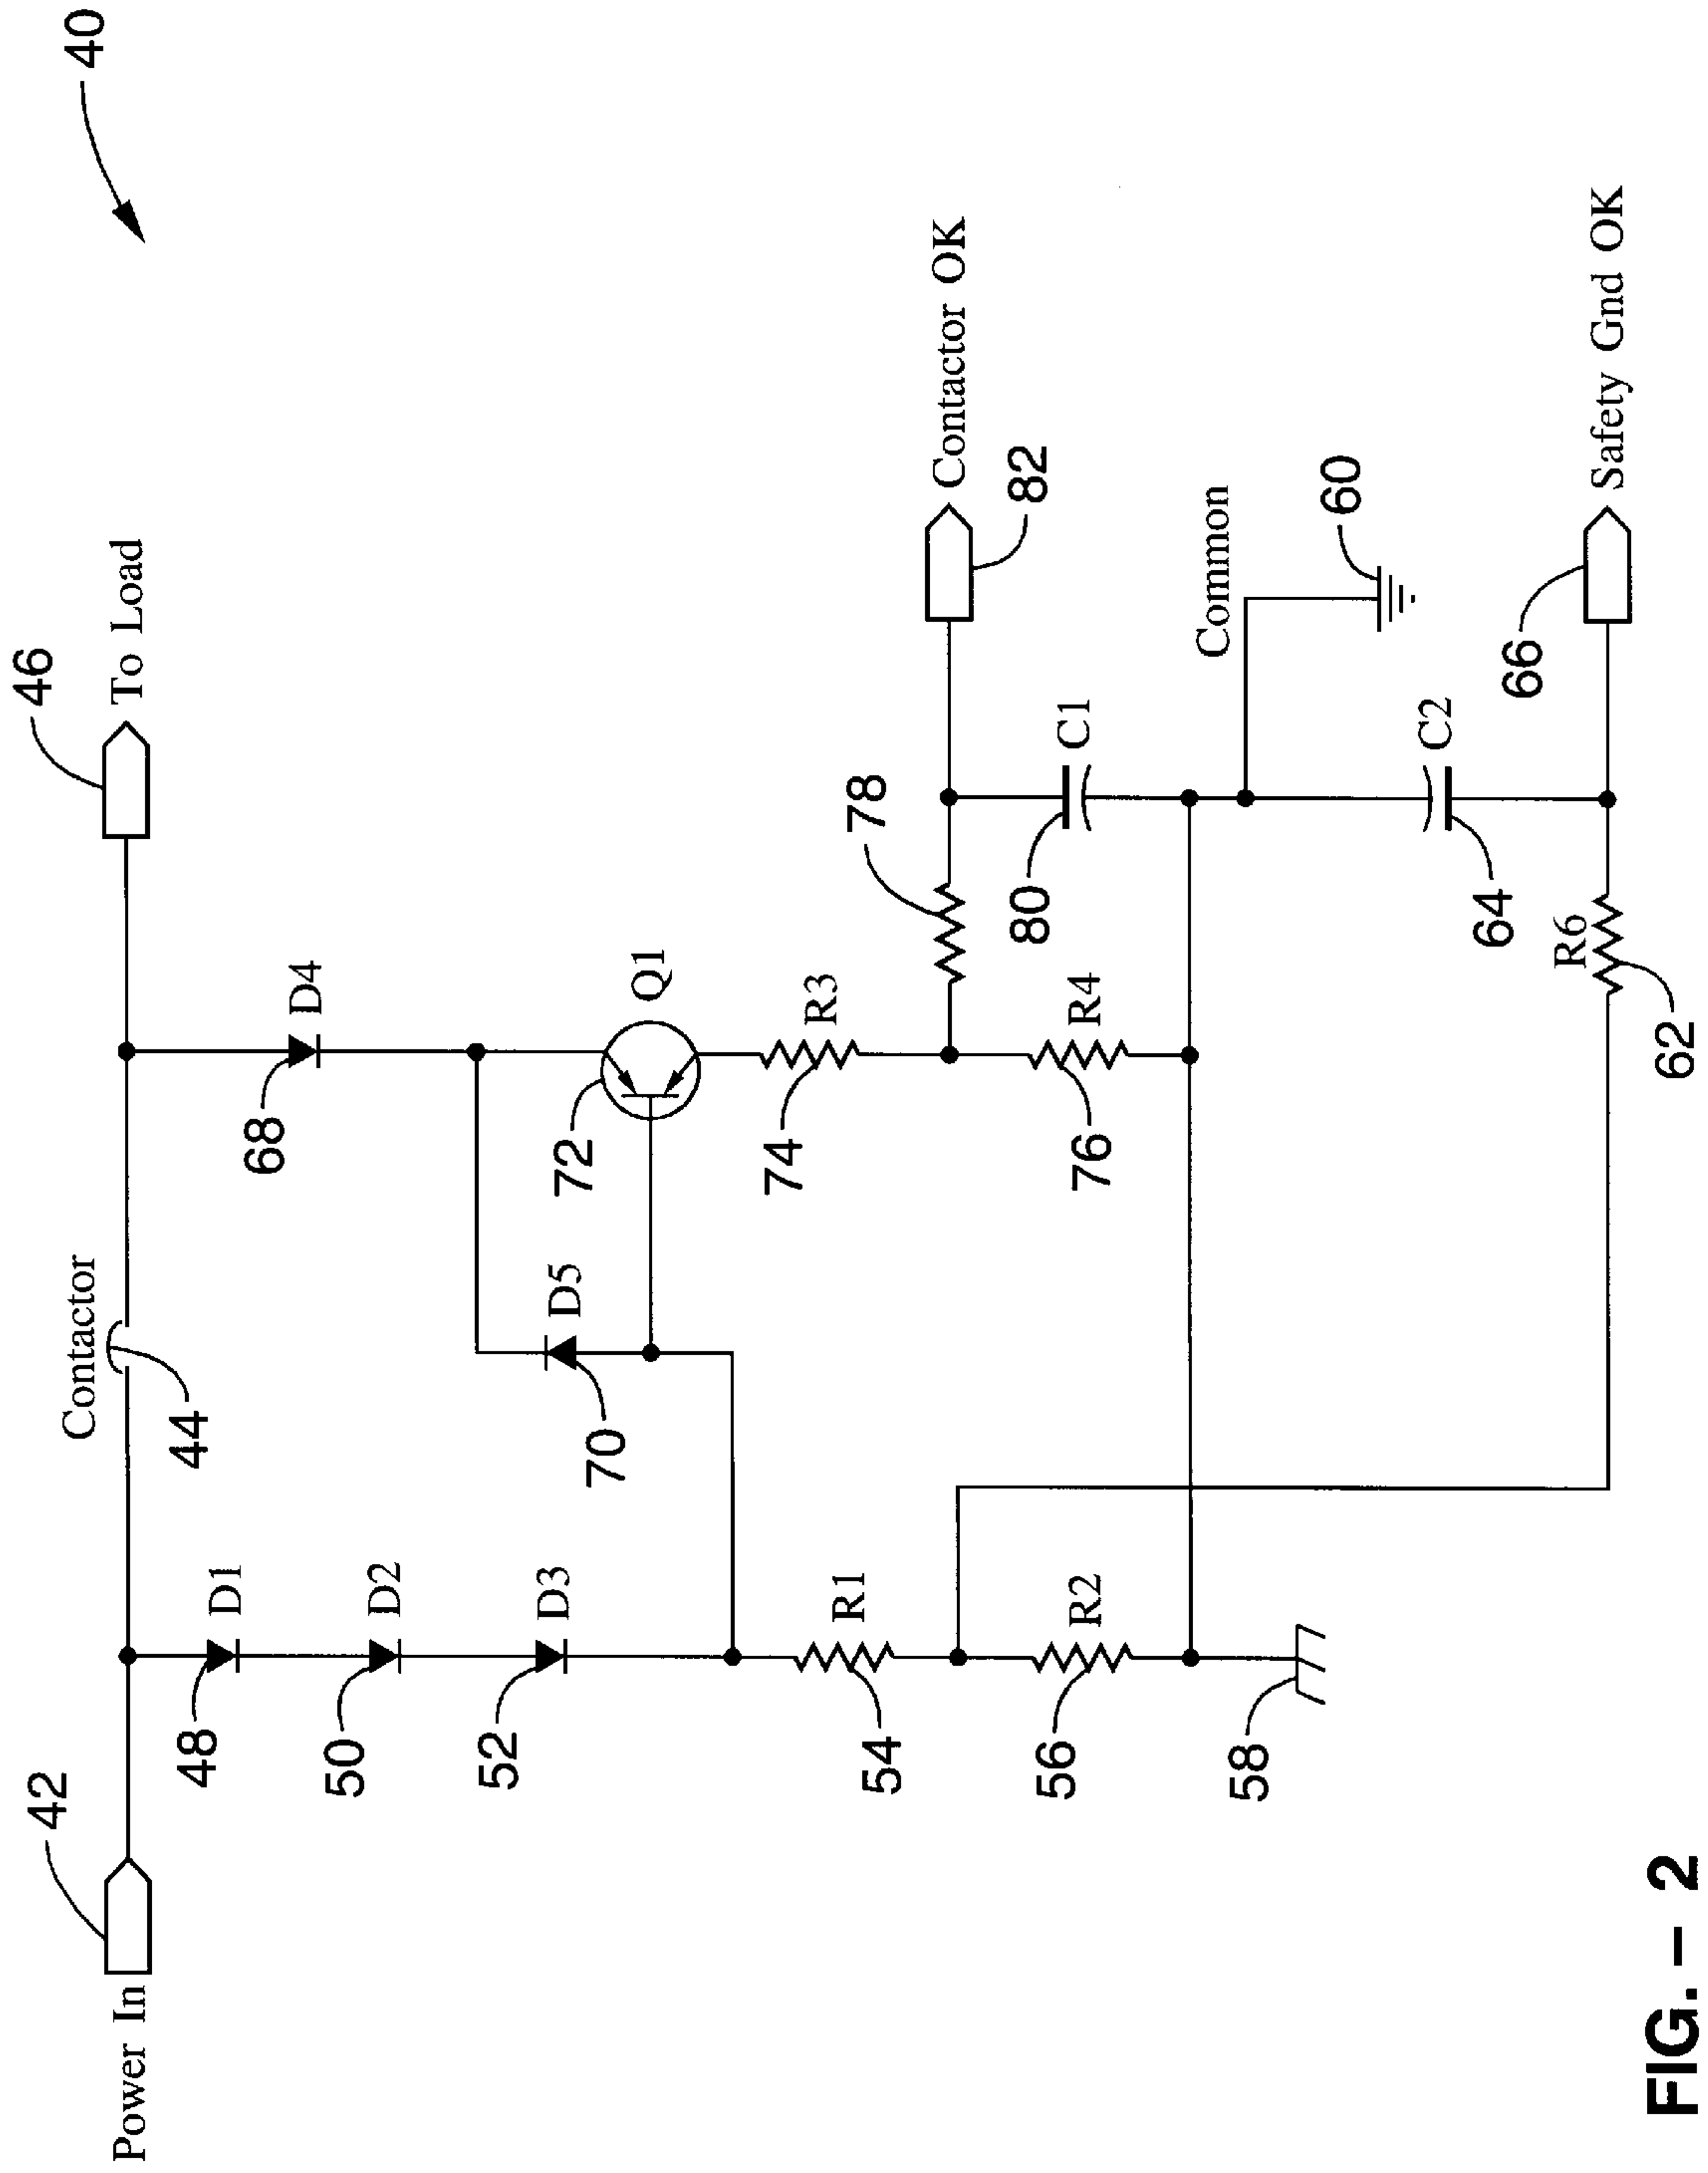 40
46
To Load
Contactor
44
42
Power In
D1
48
D2
50
D3
52
D4
68
D5
70
Q1
72
R3
74
78
Contactor OK
82
R1
54
R4
76
C1
80
Common
60
R2
56
58
C2
64
R6
62
66
Safety Gnd OK
FIG. – 2